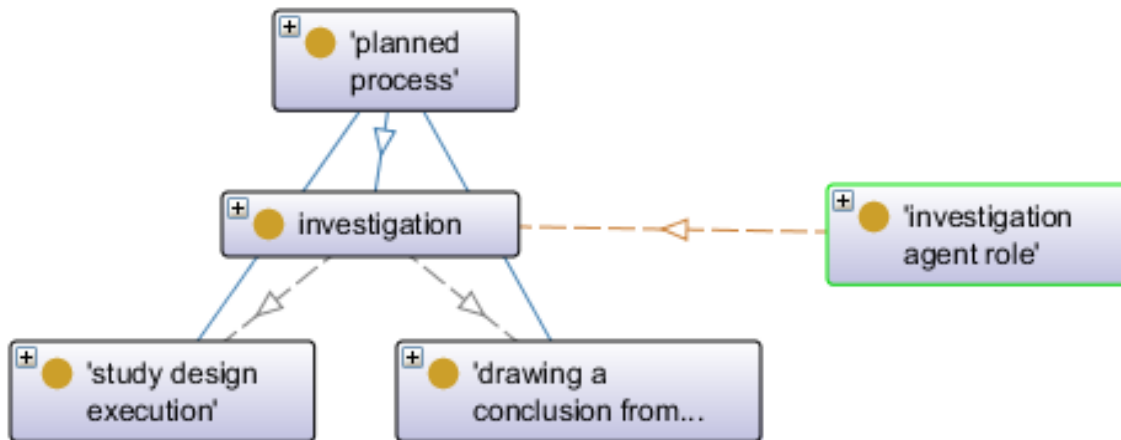 'planned
process'
investigation
'investigation
agent role'
'study design
execution'
'drawing a
conclusion from...